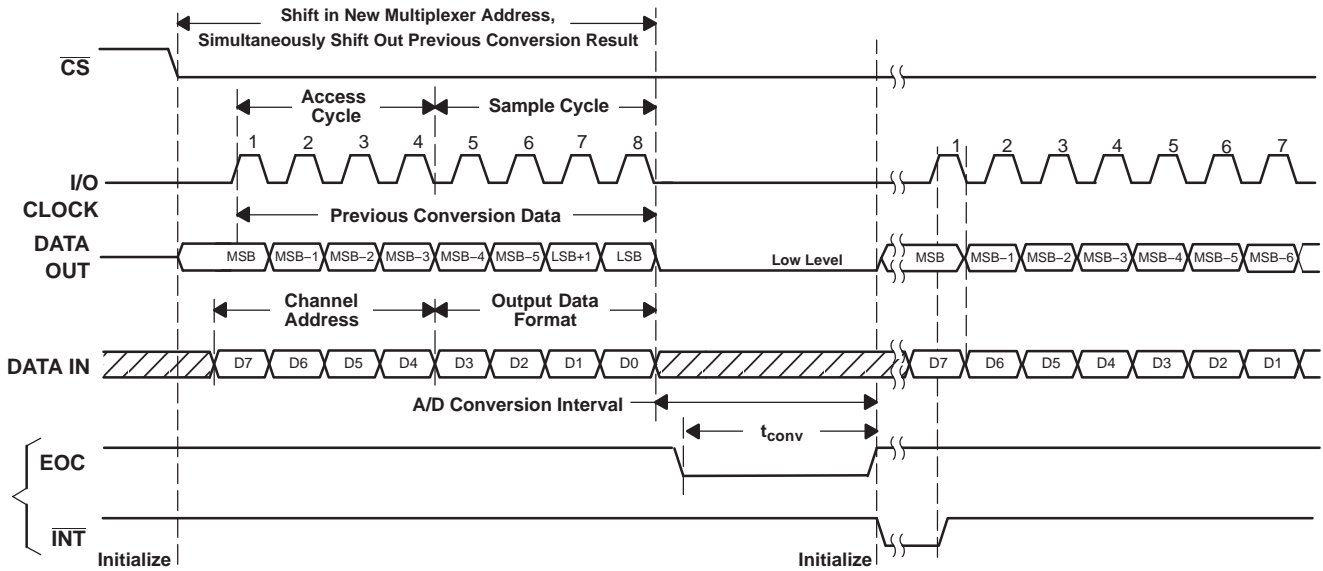 Shift in New Multiplexer Address,
Simultaneously Shift Out Previous Conversion Result
CS
Access
Cycle
Sample Cycle
1 2 3 4 5 6 7 8 1 2 3 4 5 6 7
I/O
CLOCK
Previous Conversion Data
DATA
OUT
MSB MSB–1 MSB–2 MSB–3 MSB–4 MSB–5 LSB+1 LSB Low Level MSB MSB–1 MSB–2 MSB–3 MSB–4 MSB–5 MSB–6
Channel
Address
Output Data
Format
DATA IN D7 D6 D5 D4 D3 D2 D1 D0 D7 D6 D5 D4 D3 D2 D1
A/D Conversion Interval
tconv
EOC
INT
Initialize Initialize